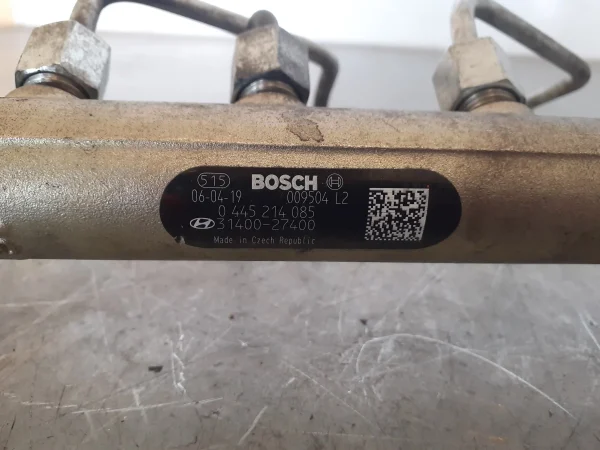 515 BOSCH
06-04-19 009504 L2
0 445 214 085
31400-27400
Made in Czech Republic